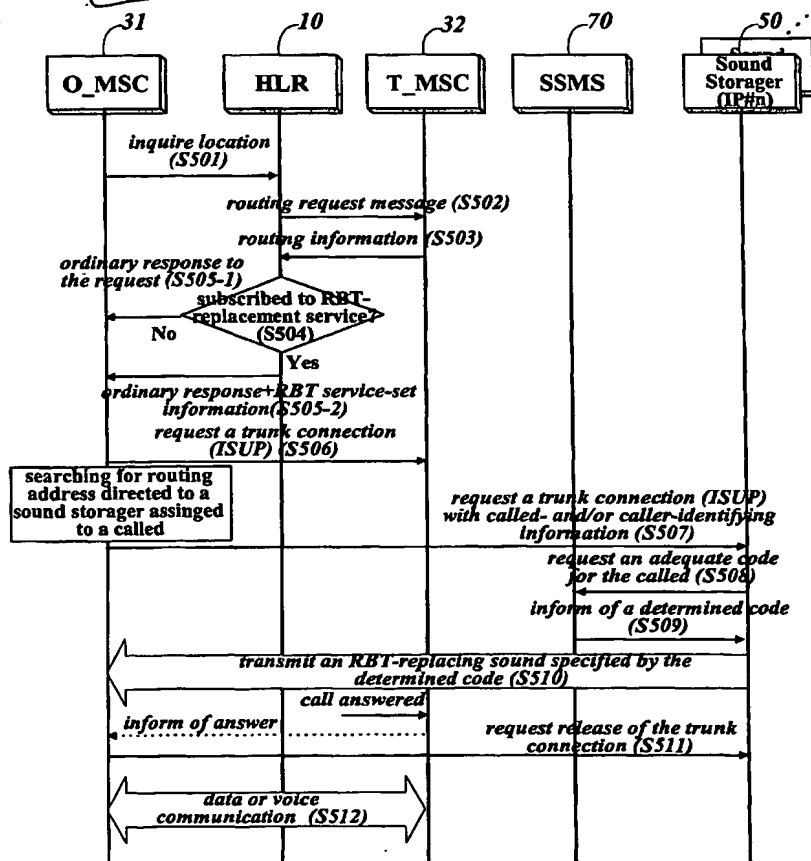 31
10
32
70
50
O_MSC
HLR
T_MSC
SSMS
Sound
Sound
Storager
(IP#n)
inquire location
(S501)
routing request message (S502)
routing information (S503)
ordinary response to
the request (S505-1)
subscribed to RBT-
replacement service?
(S504)
No
Yes
ordinary response+RBT service-set
information(S505-2)
request a trunk connection
(ISUP) (S506)
searching for routing
address directed to a
sound storager assinged
to a called
request a trunk connection (ISUP)
with called- and/or caller-identifying
information (S507)
request an adequate code
for the called (S508)
inform of a determined code
(S509)
transmit an RBT-replacing sound specified by the
determined code (S510)
call answered
inform of answer
request release of the trunk
connection (S511)
data or voice
communication (S512)